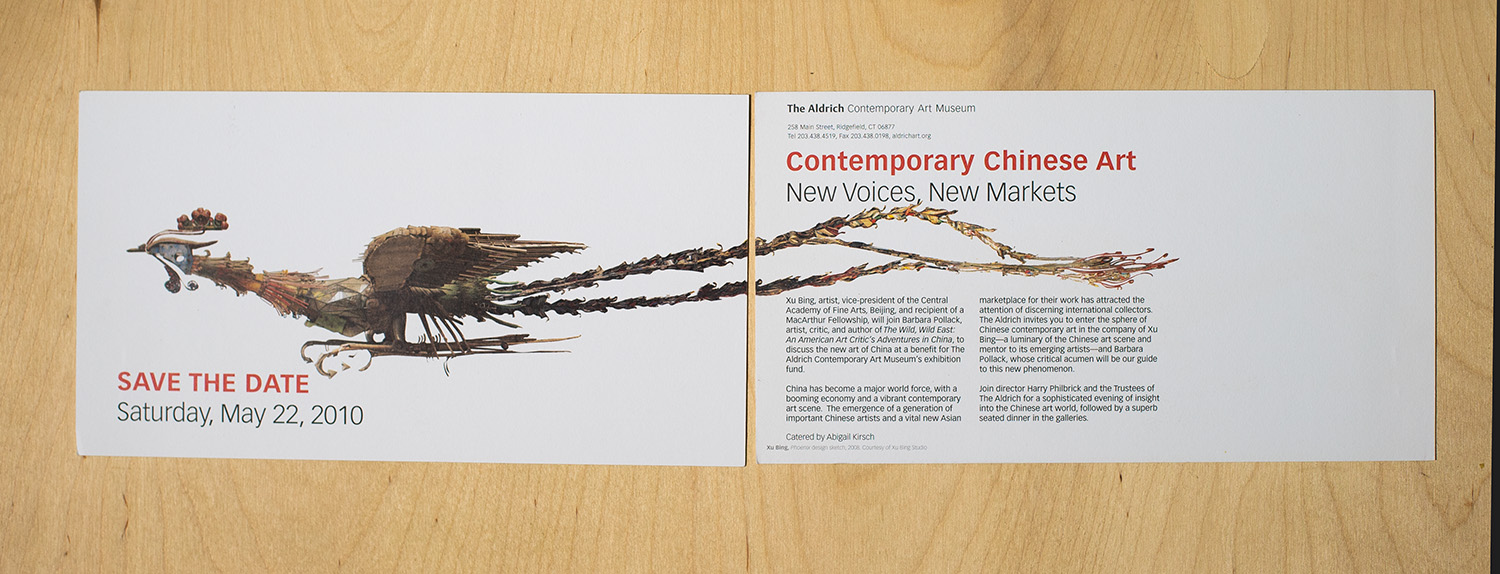 SAVE THE DATE
Saturday, May 22, 2010
The Aldrich Contemporary Art Museum
258 Main Street, Ridgefield, CT 06877
Tel 203.438.4519, Fax 203.438.0198, aldrichart.org
Contemporary Chinese Art
New Voices, New Markets
Xu Bing, artist, vice-president of the Central
Academy of Fine Arts, Beijing, and recipient of a
MacArthur Fellowship, will join Barbara Pollack,
artist, critic, and author of The Wild, Wild East:
An American Art Critic's Adventures in China, to
discuss the new art of China at a benefit for The
Aldrich Contemporary Art Museum's exhibition
fund.
China has become a major world force, with a
booming economy and a vibrant contemporary
art scene. The emergence of a generation of
important Chinese artists and a vital new Asian
marketplace for their work has attracted the
attention of discerning international collectors.
The Aldrich invites you to enter the sphere of
Chinese contemporary art in the company of Xu
Bing—a luminary of the Chinese art scene and
mentor to its emerging artists—and Barbara
Pollack, whose critical acumen will be our guide
to this new phenomenon.
Join director Harry Philbrick and the Trustees of
The Aldrich for a sophisticated evening of insight
into the Chinese art world, followed by a superb
seated dinner in the galleries.
Catered by Abigail Kirsch
Xu Bing, Phoenix design sketch, 2008, Courtesy of Xu Bing Studio